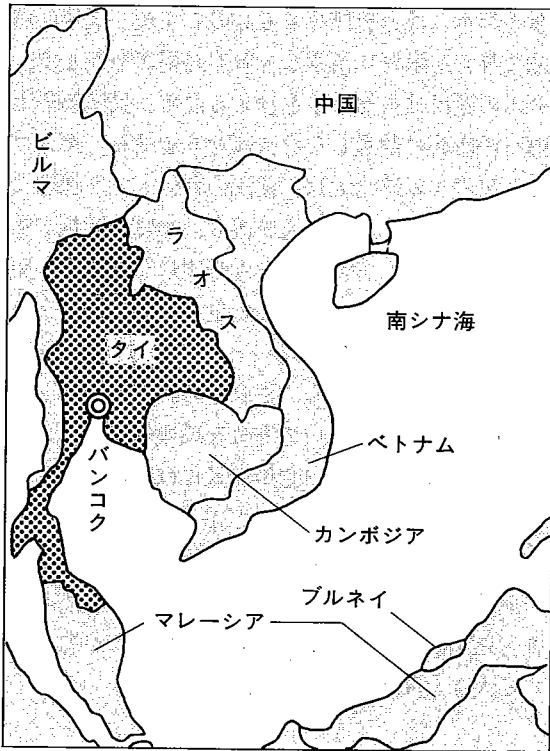 中国
ビルマ
ラオス
南シナ海
タイ
バンコク
ベトナム
カンボジア
ブルネイ
マレーシア